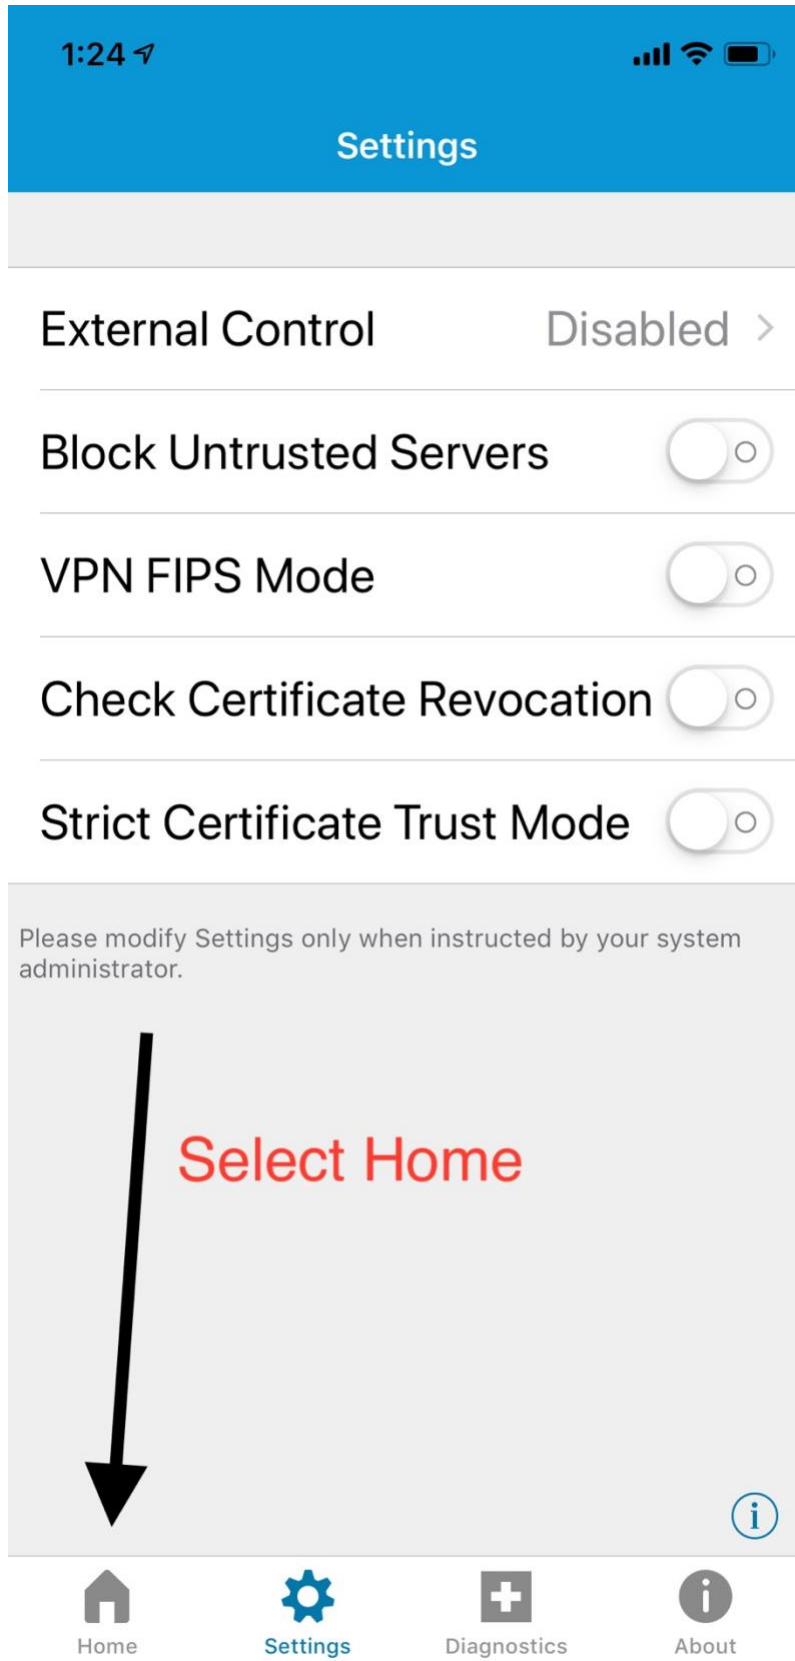 1:24
Settings
External Control Disabled
Block Untrusted Servers
VPN FIPS Mode
Check Certificate Revocation
Strict Certificate Trust Mode
Please modify Settings only when instructed by your system
administrator.
Select Home
Home Settings Diagnostics About